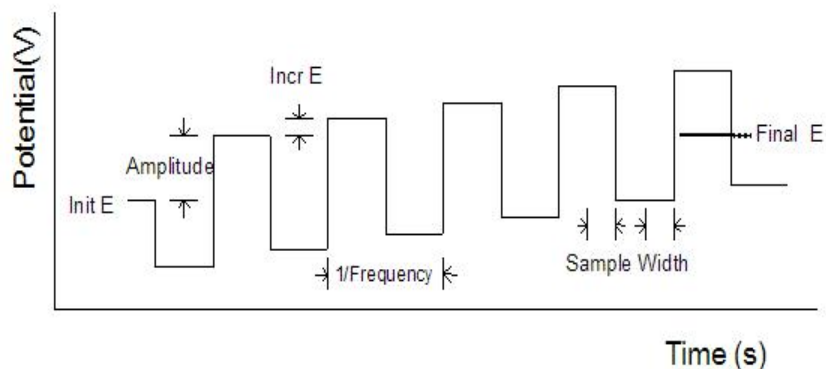 Potential(V)
Incr E
Amplitude
Init E
Final E
1/Frequency
Sample Width
Time (s)